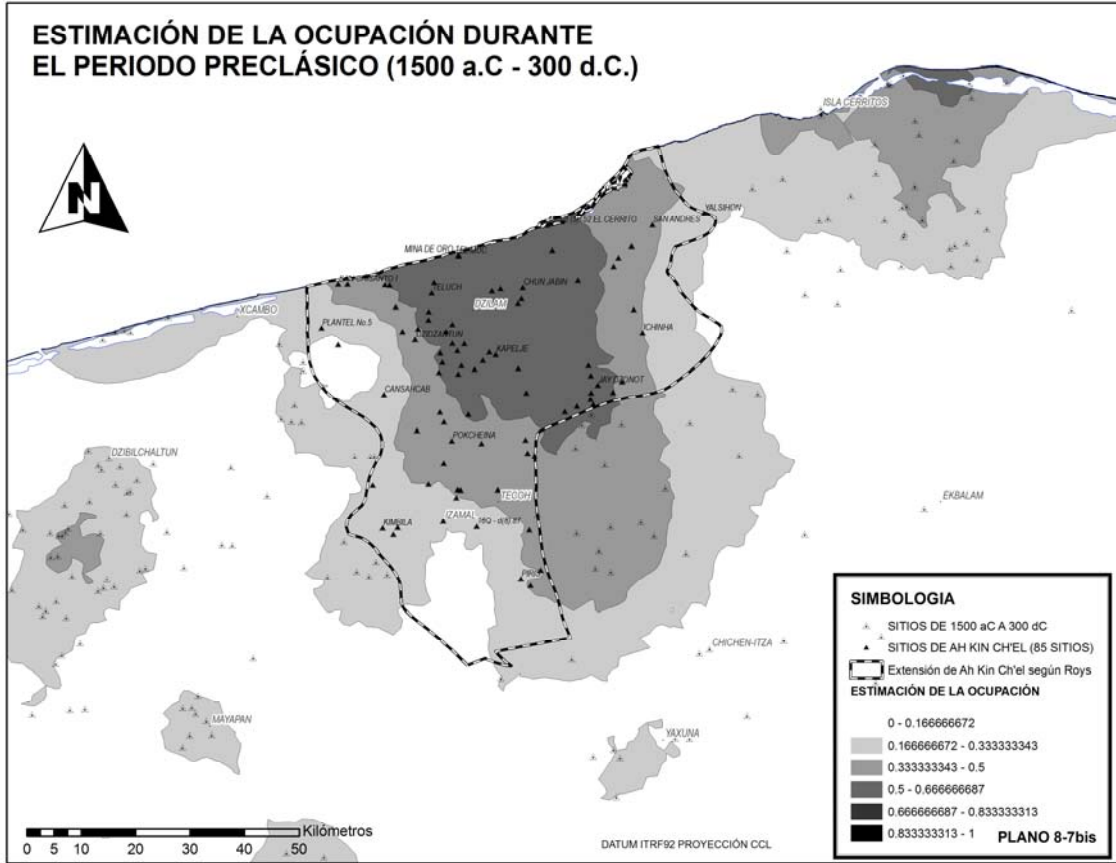 ESTIMACIÓN DE LA OCUPACIÓN DURANTE
EL PERIODO PRECLÁSICO (1500 a.C - 300 d.C.)
N
ISLA CERRITOS
EL CERRITO
SAN ANDRES
YALSIHON
MINA DE ORO
TELUCH
CHUN JABIN
DZILAM
XCAMBO
PLANTEL No.5
ICHINHA
KAPELJE
CANSAHCAB
POKCHEINA
DZIBILCHALTUN
TECOH
EKBALAM
IZAMAL
KIMBILA
CHICHEN-ITZA
MAYAPAN
YAXUNA
SIMBOLOGIA
SITIOS DE 1500 aC A 300 dC
SITIOS DE AH KIN CH'EL (85 SITIOS)
Extensión de Ah Kin Ch'el según Roys
ESTIMACIÓN DE LA OCUPACIÓN
0 - 0.166666672
0.166666672 - 0.333333343
0.333333343 - 0.5
0.5 - 0.666666687
0.666666687 - 0.833333313
0.833333313 - 1
PLANO 8-7bis
Kilómetros
0 5 10 20 30 40 50
DATUM ITRF92 PROYECCIÓN CCL